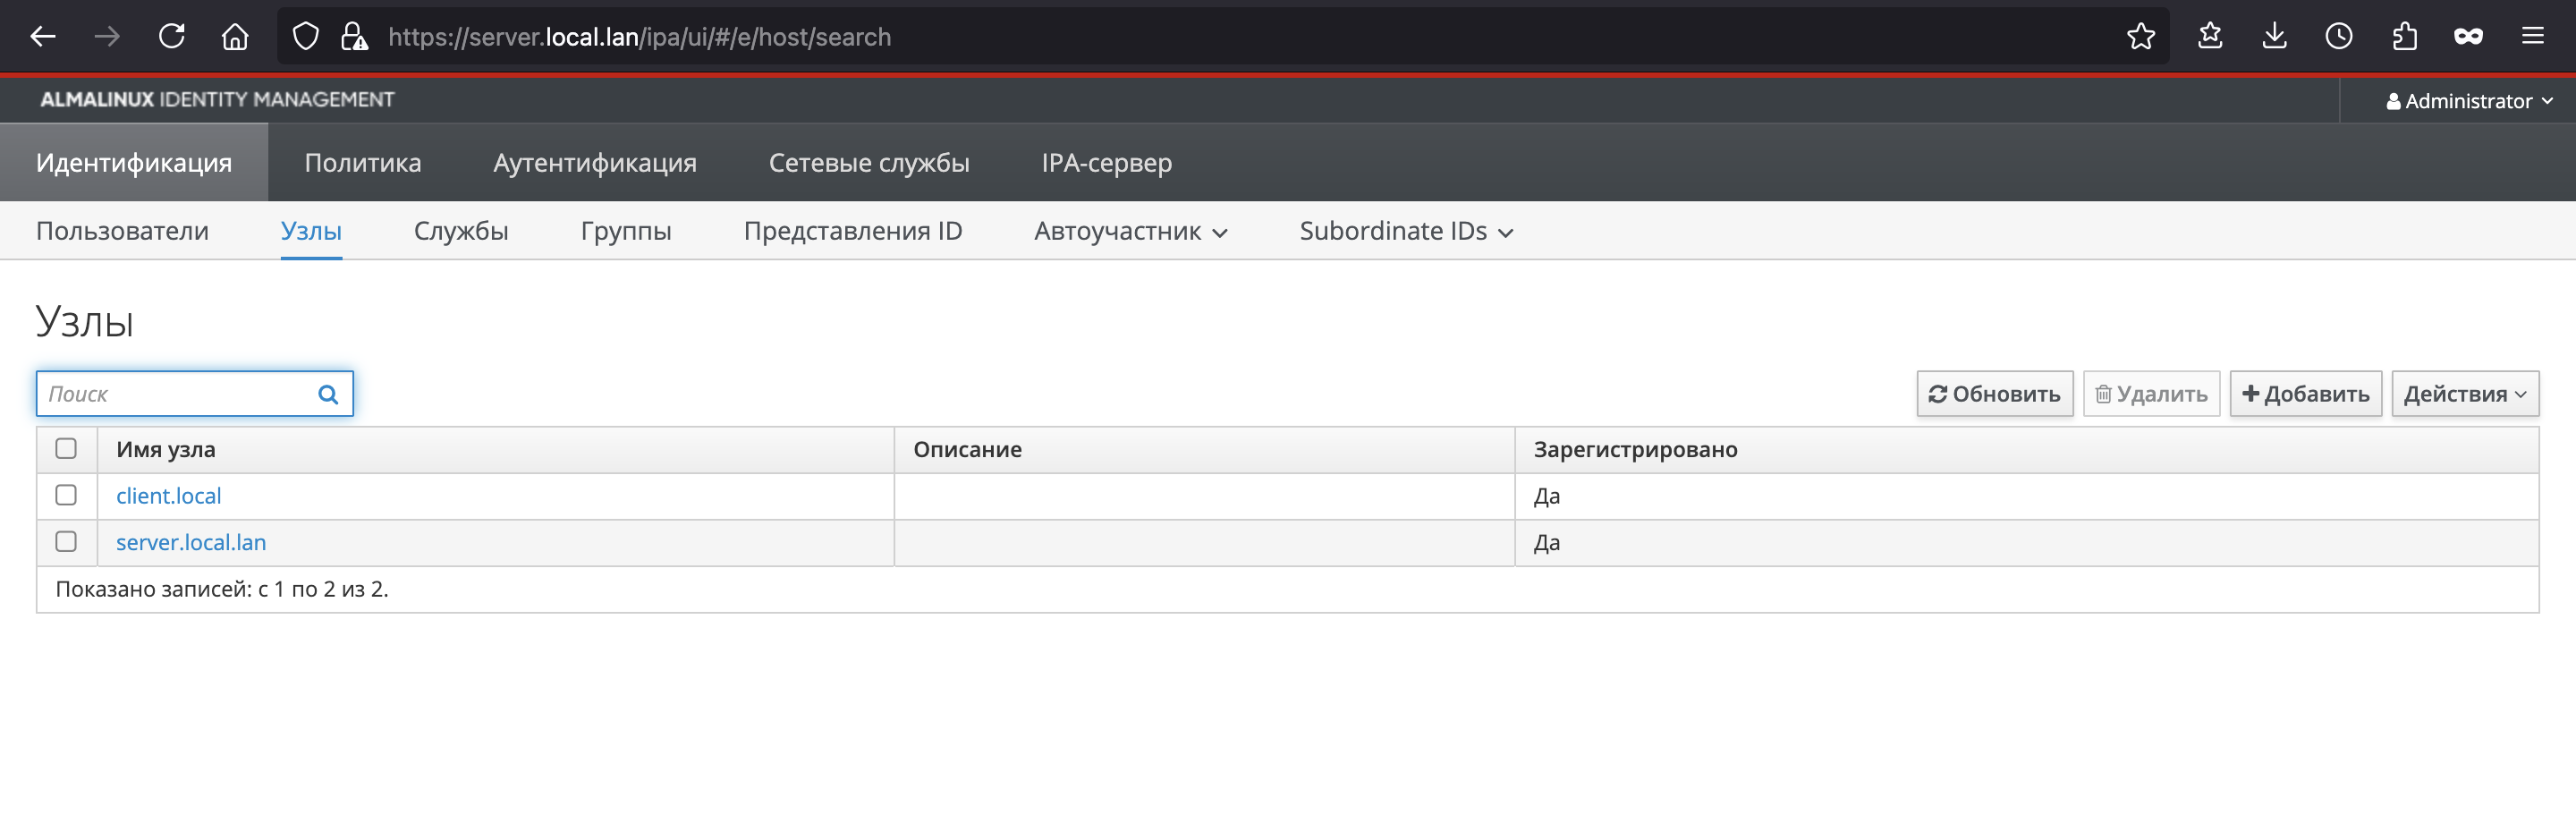 https://server.local.lan/ipa/ui/#/e/host/search
ALMALINUX IDENTITY MANAGEMENT Administrator
Идентификация Политика Аутентификация Сетевые службы IPA-сервер
Пользователи Узлы Службы Группы Представления ID Автоучастник Subordinate IDs
Узлы
Поиск Обновить Удалить Добавить Действия
Имя узла Описание Зарегистрировано
client.local Да
server.local.lan Да
Показано записей: с 1 по 2 из 2.